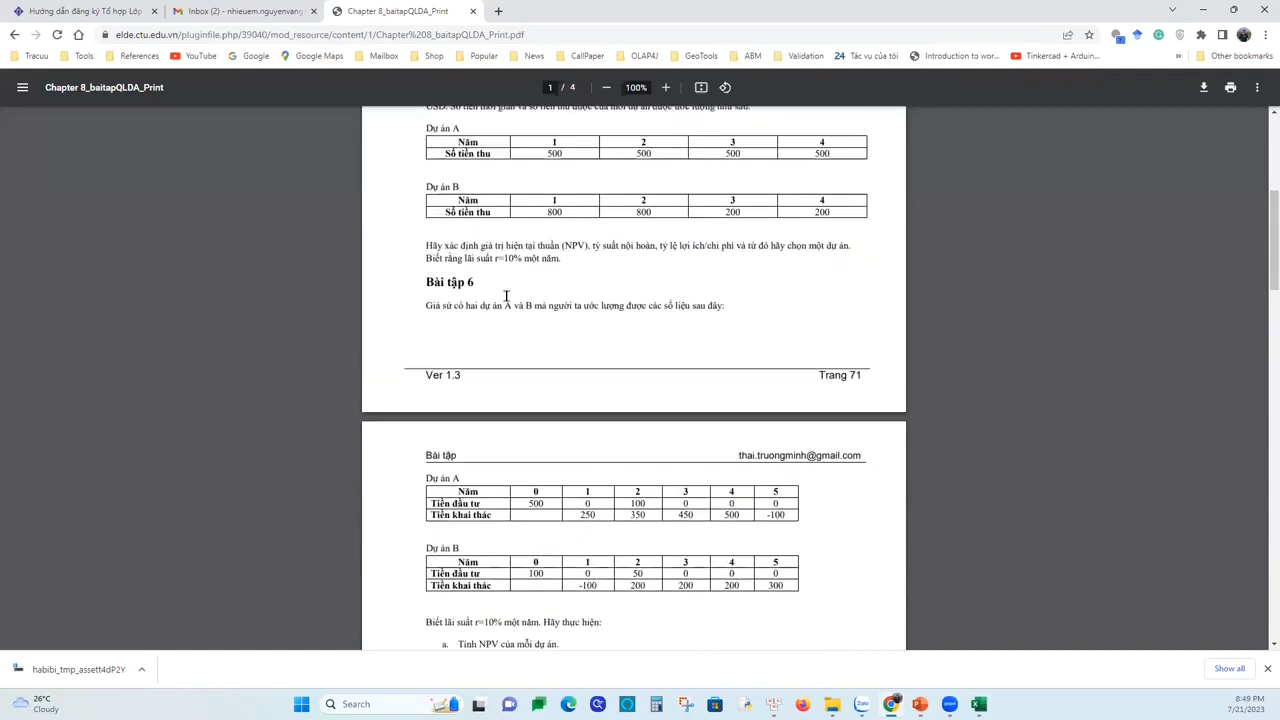 Hướng dẫn đăng ký Tổ hợp Lớp
Inbox (1) - nhieuem.nguyenvang
Chapter 8_baitapQLDA_Print
elde.ctu.edu.vn/pluginfile.php/39040/mod_resource/content/1/Chapter%208_baitapQLDA_Print.pdf
Tracuu Tools References YouTube Google Google Maps Mailbox Shop Popular CallPaper OLAP4J GeoTools ABM Validation 24 Tác vụ của tôi Introduction to wor... Tinkercad + Arduin... » Other bookmarks
Chapter 8_baitapQLDA_Print 1 / 4 100%
Dự án A
Năm 1 2 3 4
Số tiền thu 500 500 500 500
Dự án B
Năm 1 2 3 4
Số tiền thu 800 800 200 200
Hãy xác định giá trị hiện tại thuần (NPV), tỷ suất nội hoàn, tỷ lệ lợi ích/chi phí và từ đó hãy chọn một dự án.
Biết rằng lãi suất r=10% một năm.
Bài tập 6
Giả sử có hai dự án A và B mà người ta ước lượng được các số liệu sau đây:
Ver 1.3 Trang 71
Bài tập thai.truongminh@gmail.com
Dự án A
Năm 0 1 2 3 4 5
Tiền đầu tư 500 0 100 0 0 0
Tiền khai thác 250 350 450 500 -100
Dự án B
Năm 0 1 2 3 4 5
Tiền đầu tư 100 0 50 0 0 0
Tiền khai thác -100 200 200 200 300
Biết lãi suất r=10% một năm. Hãy thực hiện:
a. Tính NPV của mỗi dự án.
habibi_tmp_assett4dP2Y Show all
26°C
Cloudy
Search
8:49 PM
7/21/2023